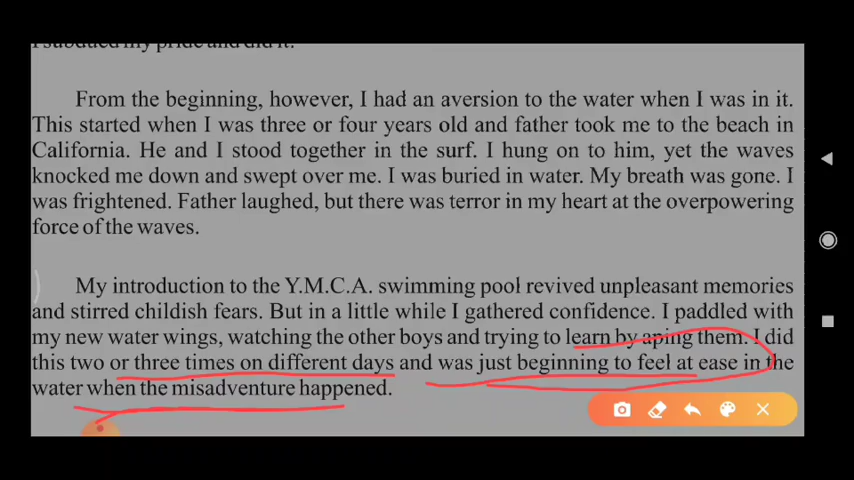 I subdued my pride and did it.
From the beginning, however, I had an aversion to the water when I was in it.
This started when I was three or four years old and father took me to the beach in
California. He and I stood together in the surf. I hung on to him, yet the waves
knocked me down and swept over me. I was buried in water. My breath was gone. I
was frightened. Father laughed, but there was terror in my heart at the overpowering
force of the waves.
My introduction to the Y.M.C.A. swimming pool revived unpleasant memories
and stirred childish fears. But in a little while I gathered confidence. I paddled with
my new water wings, watching the other boys and trying to learn by aping them. I did
this two or three times on different days and was just beginning to feel at ease in the
water when the misadventure happened.